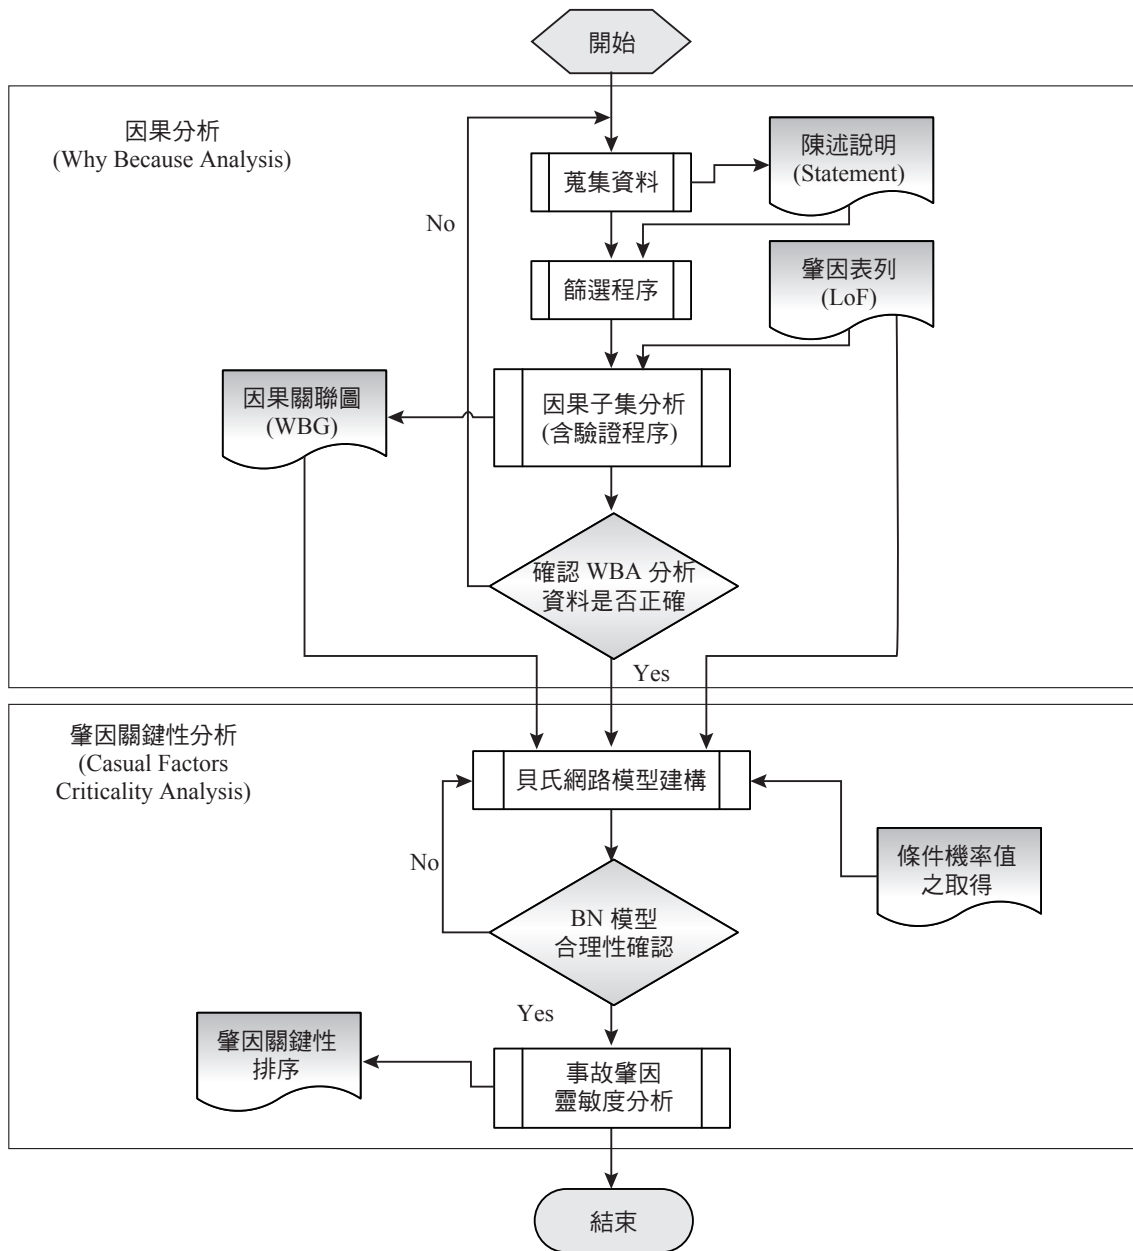 開始
因果分析
(Why Because Analysis)
蒐集資料
陳述說明
(Statement)
No
篩選程序
肇因表列
(LoF)
因果關聯圖
(WBG)
因果子集分析
(含驗證程序)
確認 WBA 分析
資料是否正確
Yes
肇因關鍵性分析
(Casual Factors
Criticality Analysis)
貝氏網路模型建構
No
條件機率值
之取得
BN 模型
合理性確認
Yes
肇因關鍵性
排序
事故肇因
靈敏度分析
結束